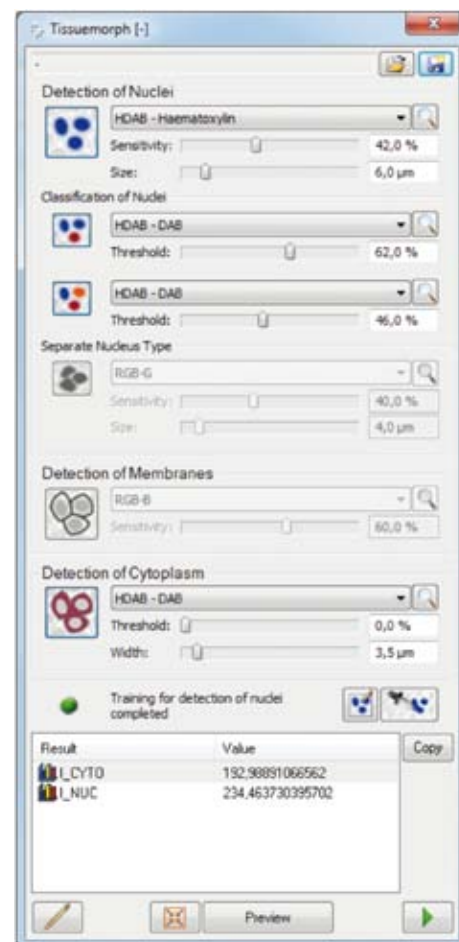 Tissuemorph [-]
-
Detection of Nuclei
HDAB - Haematoxylin
Sensitivity: 42,0 %
Size: 6,0 µm
Classification of Nuclei
HDAB - DAB
Threshold: 62,0 %
HDAB - DAB
Threshold: 46,0 %
Separate Nucleus Type
RGB-G
Sensitivity: 40,0 %
Size: 4,0 µm
Detection of Membranes
RGB-B
Sensitivity: 60,0 %
Detection of Cytoplasm
HDAB - DAB
Threshold: 0,0 %
Width: 3,5 µm
Training for detection of nuclei
completed
Result Value Copy
I_CYTO 192,98891066562
I_NUC 234,463730395702
Preview